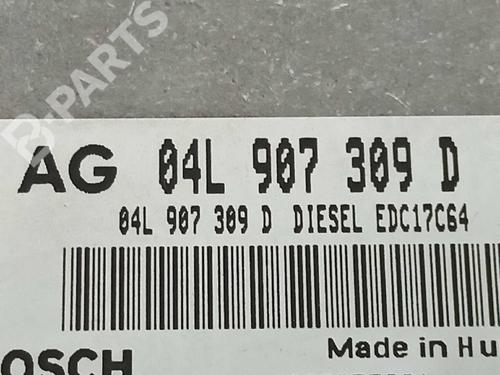 B-PARTS
AG 04L 907 309 D
04L 907 309 D DIESEL EDC17C64
OSCH
Made in Hu